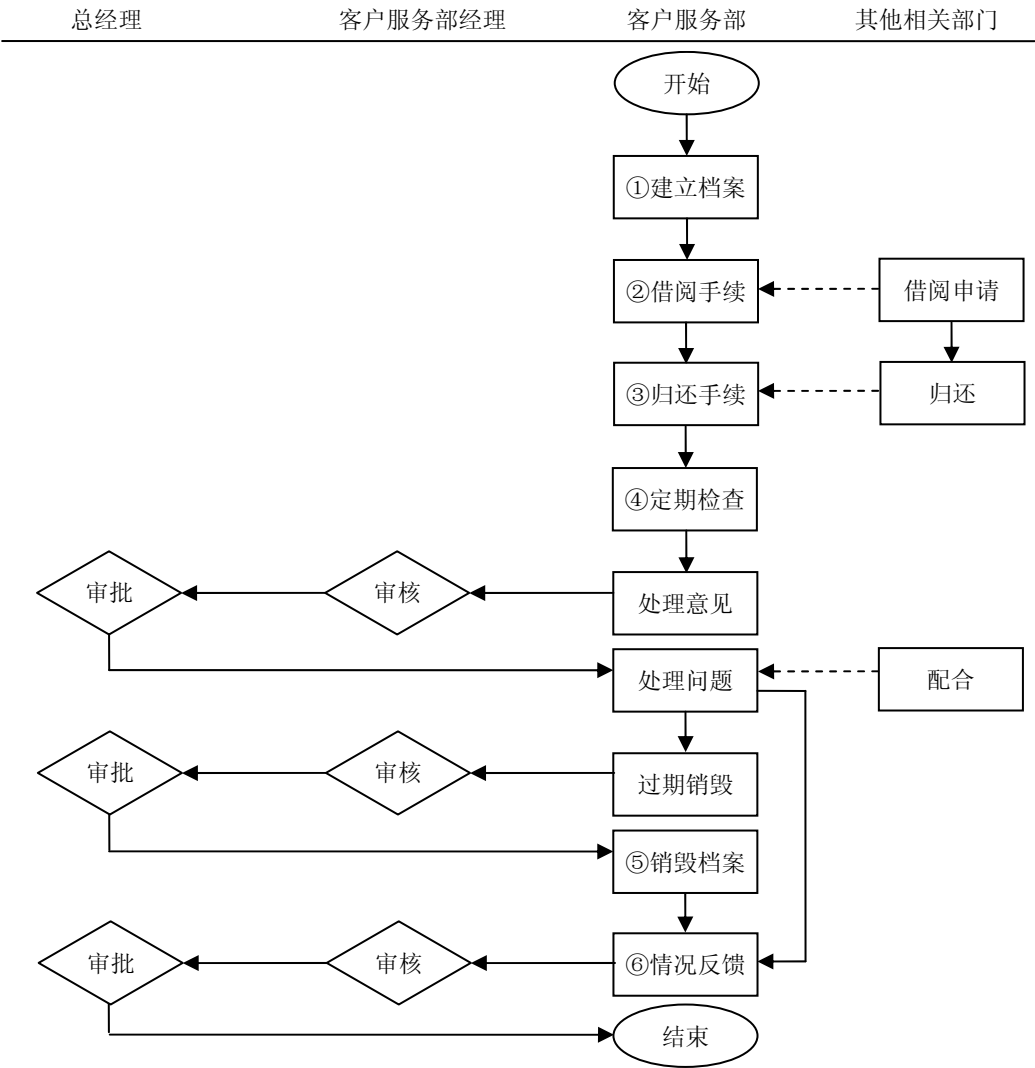 总经理 客户服务部经理 客户服务部 其他相关部门
开始
①建立档案
②借阅手续 借阅申请
③归还手续 归还
④定期检查
审批 审核 处理意见
处理问题 配合
审批 审核 过期销毁
⑤销毁档案
审批 审核 ⑥情况反馈
结束